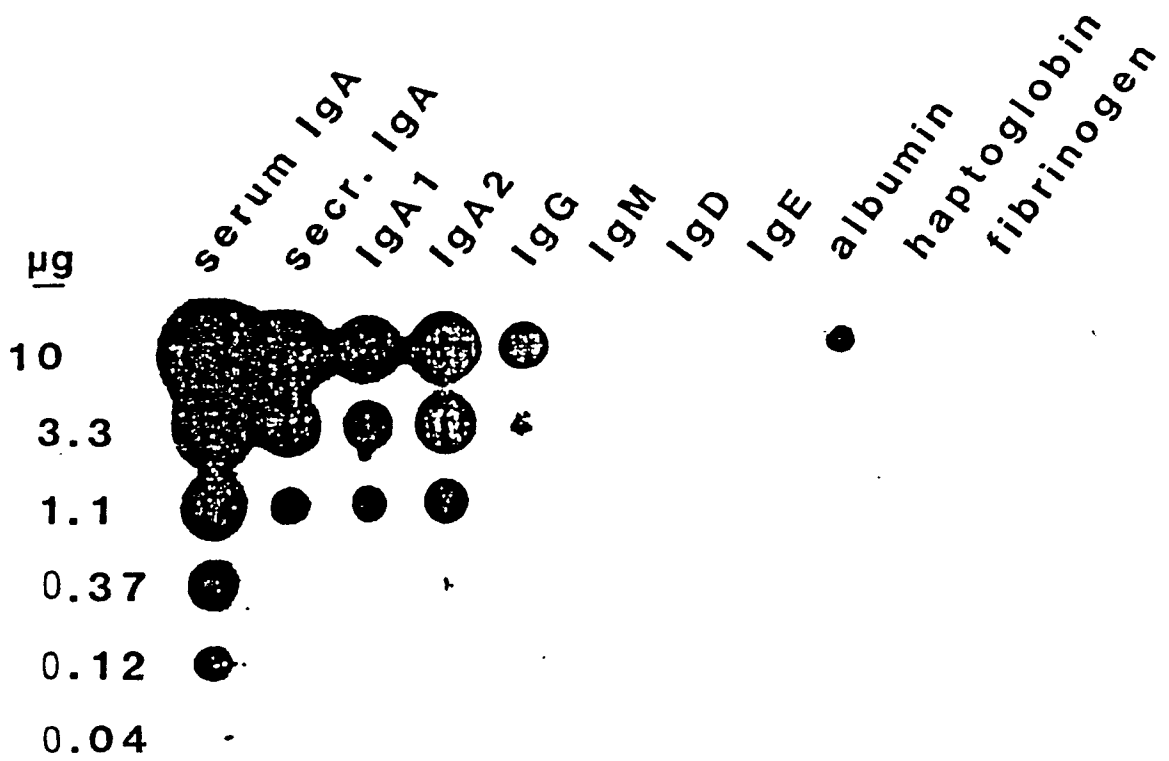 serum IgA
secr. IgA
IgA1
IgA2
IgG
IgM
IgD
IgE
albumin
haptoglobin
fibrinogen
µg
10
3.3
1.1
0.37
0.12
0.04